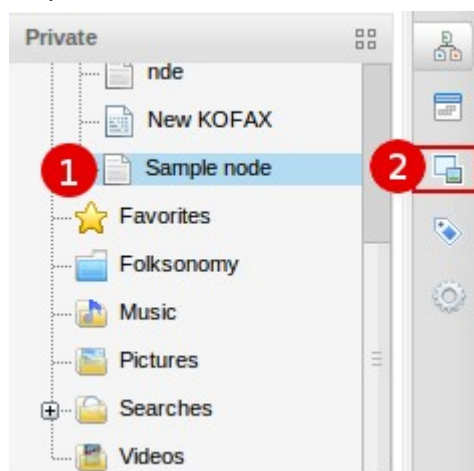 Private
nde
New KOFAX
1 Sample node 2
Favorites
Folksonomy
Music
Pictures
Searches
Videos